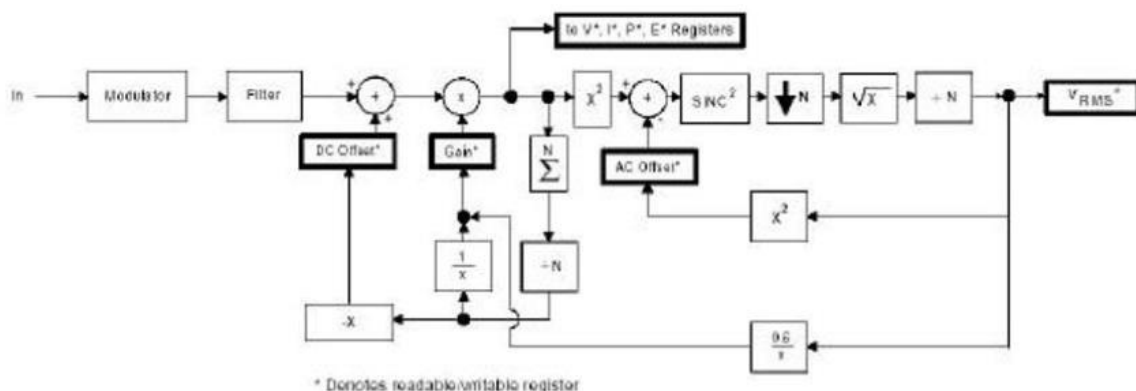 to V*, I*, P*, E* Registers
In
Modulator
Filter
+
+
+
x
X²
+
+
-
SINC²
N
√X
÷ N
V RMS*
DC Offset*
Gain*
N
Σ
AC Offset*
X²
1
x
÷N
-X
0.6
x
* Denotes readable/writable register